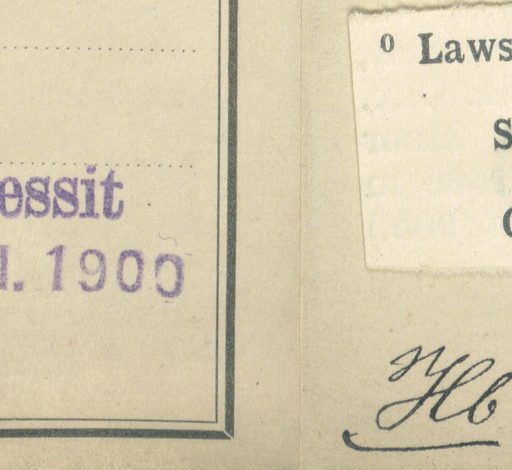 essit
l. 1900
⁰ Laws
S
Hb